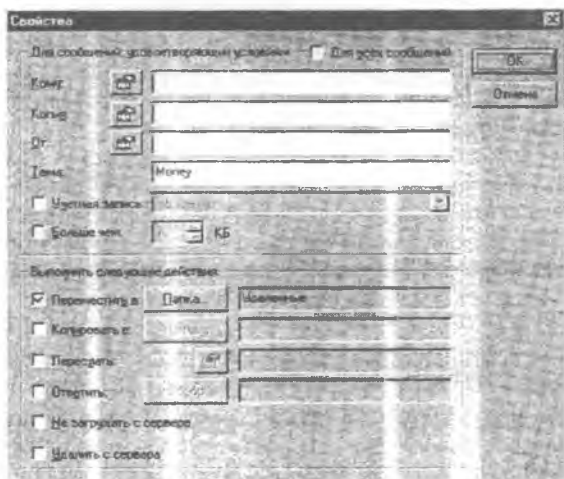 Свойства
Для сообщений, удовлетворяющих условиям Для всех сообщений
OK
Кому:
Отмена
Копия:
От:
Тема: Money
Учетная запись:
Больше чем: КБ
Выполнить следующие действия
Переместить в: Папка... Удаленные
Копировать в:
Переслать:
Ответить:
Не загружать с сервера
Удалить с сервера